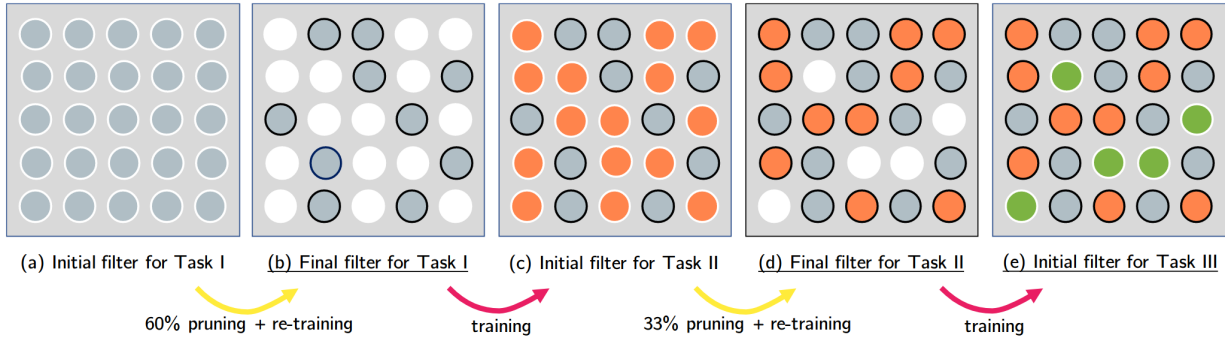 (a) Initial filter for Task I
(b) Final filter for Task I
(c) Initial filter for Task II
(d) Final filter for Task II
(e) Initial filter for Task III
60% pruning + re-training
training
33% pruning + re-training
training